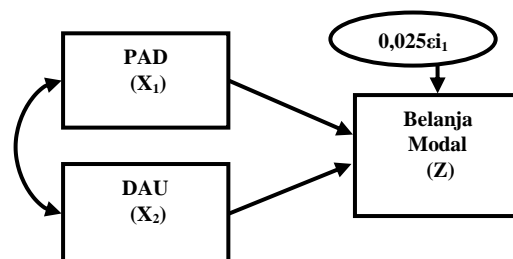 PAD
(X₁)
0,025εi₁
Belanja
Modal
(Z)
DAU
(X₂)